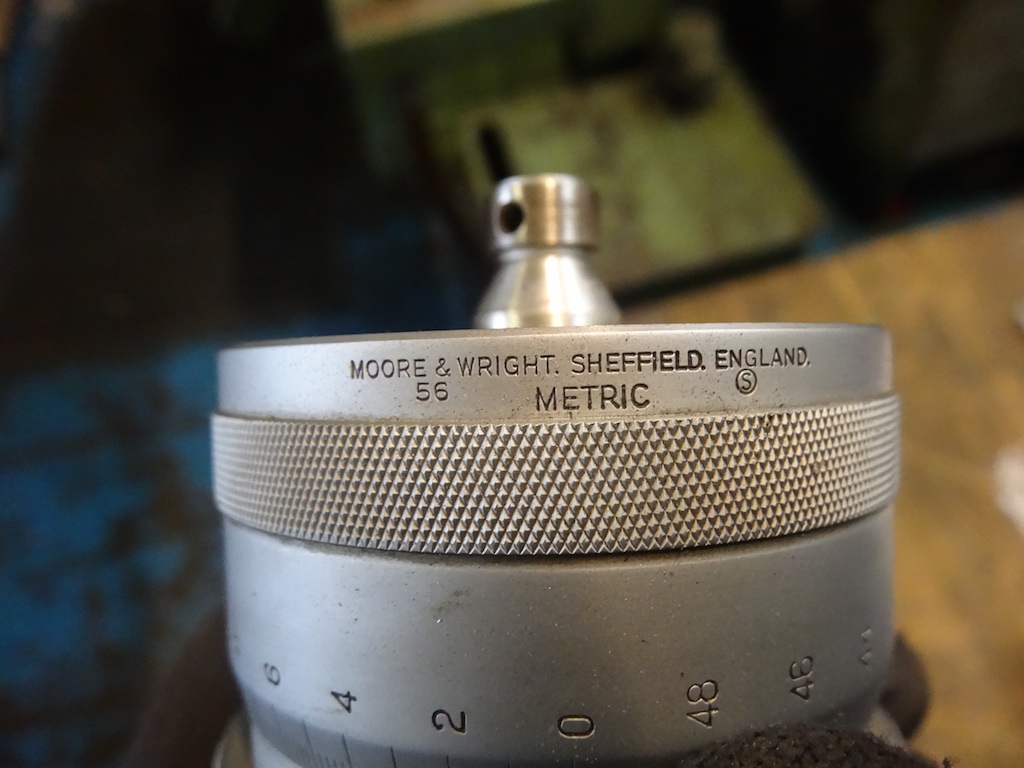 MOORE & WRIGHT. SHEFFIELD. ENGLAND.
56 METRIC Ⓢ
6 4 2 0 48 46